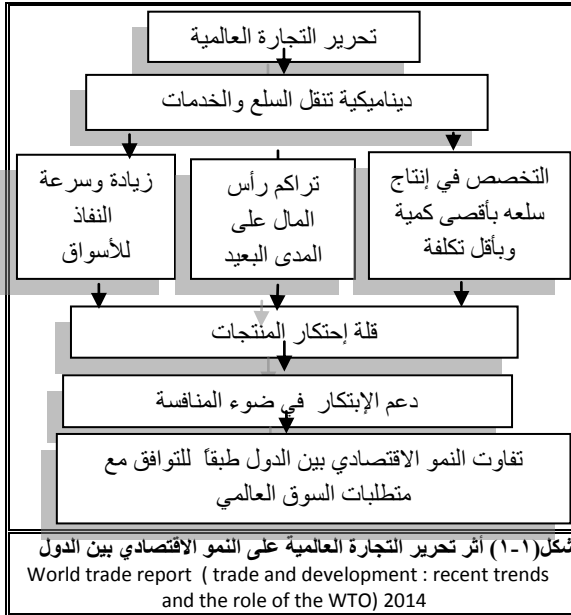 تحرير التجارة العالمية
ديناميكية تنقل السلع والخدمات
التخصص في إنتاج
سلعه بأقصى كمية
وبأقل تكلفة
تراكم رأس
المال على
المدى البعيد
زيادة وسرعة
النفاذ
للأسواق
قلة إحتكار المنتجات
دعم الإبتكار في ضوء المنافسة
تفاوت النمو الاقتصادي بين الدول طبقاً للتوافق مع
متطلبات السوق العالمي
شكل(١-١) أثر تحرير التجارة العالمية على النمو الاقتصادي بين الدول
World trade report ( trade and development : recent trends
and the role of the WTO) 2014